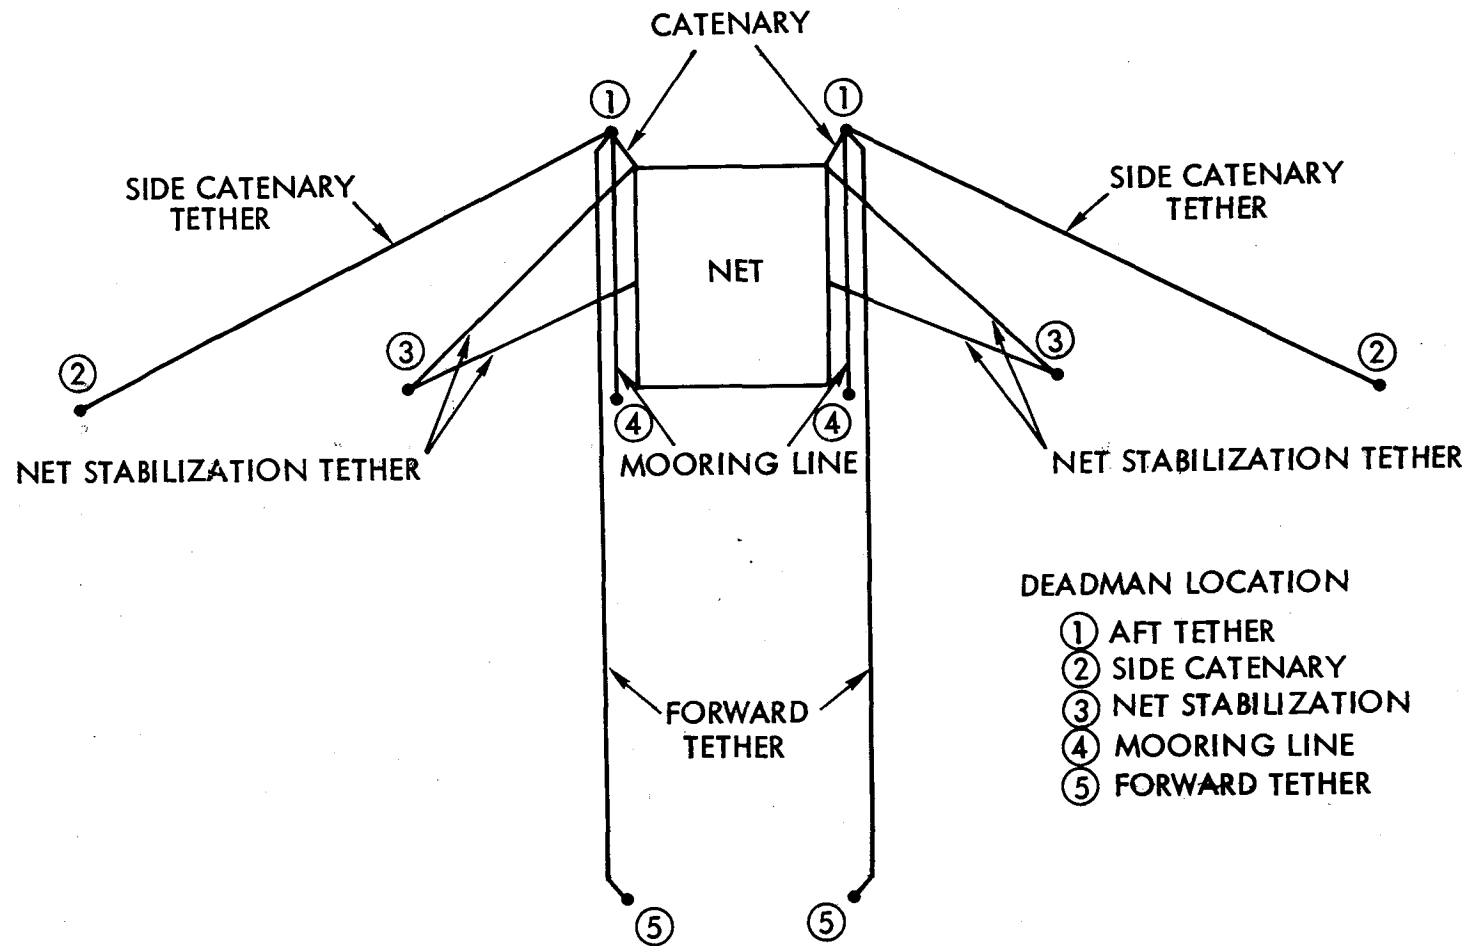 CATENARY
① ①
SIDE CATENARY
TETHER
SIDE CATENARY
TETHER
NET
② ③ ③ ②
④ ④
NET STABILIZATION TETHER
MOORING LINE
NET STABILIZATION TETHER
FORWARD
TETHER
⑤ ⑤
DEADMAN LOCATION
① AFT TETHER
② SIDE CATENARY
③ NET STABILIZATION
④ MOORING LINE
⑤ FORWARD TETHER